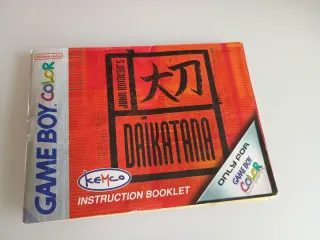 Nintendo
GAME BOY COLOR
JOHN ROMERO'S
大刀
DAIKATANA
KEMCO
INSTRUCTION BOOKLET
ONLY FOR
GAME BOY
COLOR